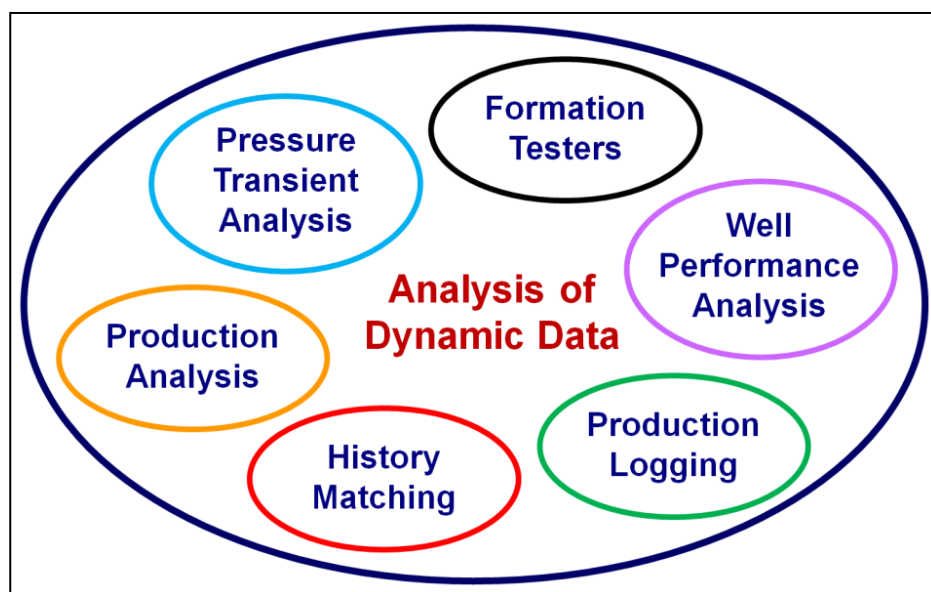 Formation
Testers
Pressure
Transient
Analysis
Well
Performance
Analysis
Analysis of
Dynamic Data
Production
Analysis
Production
Logging
History
Matching